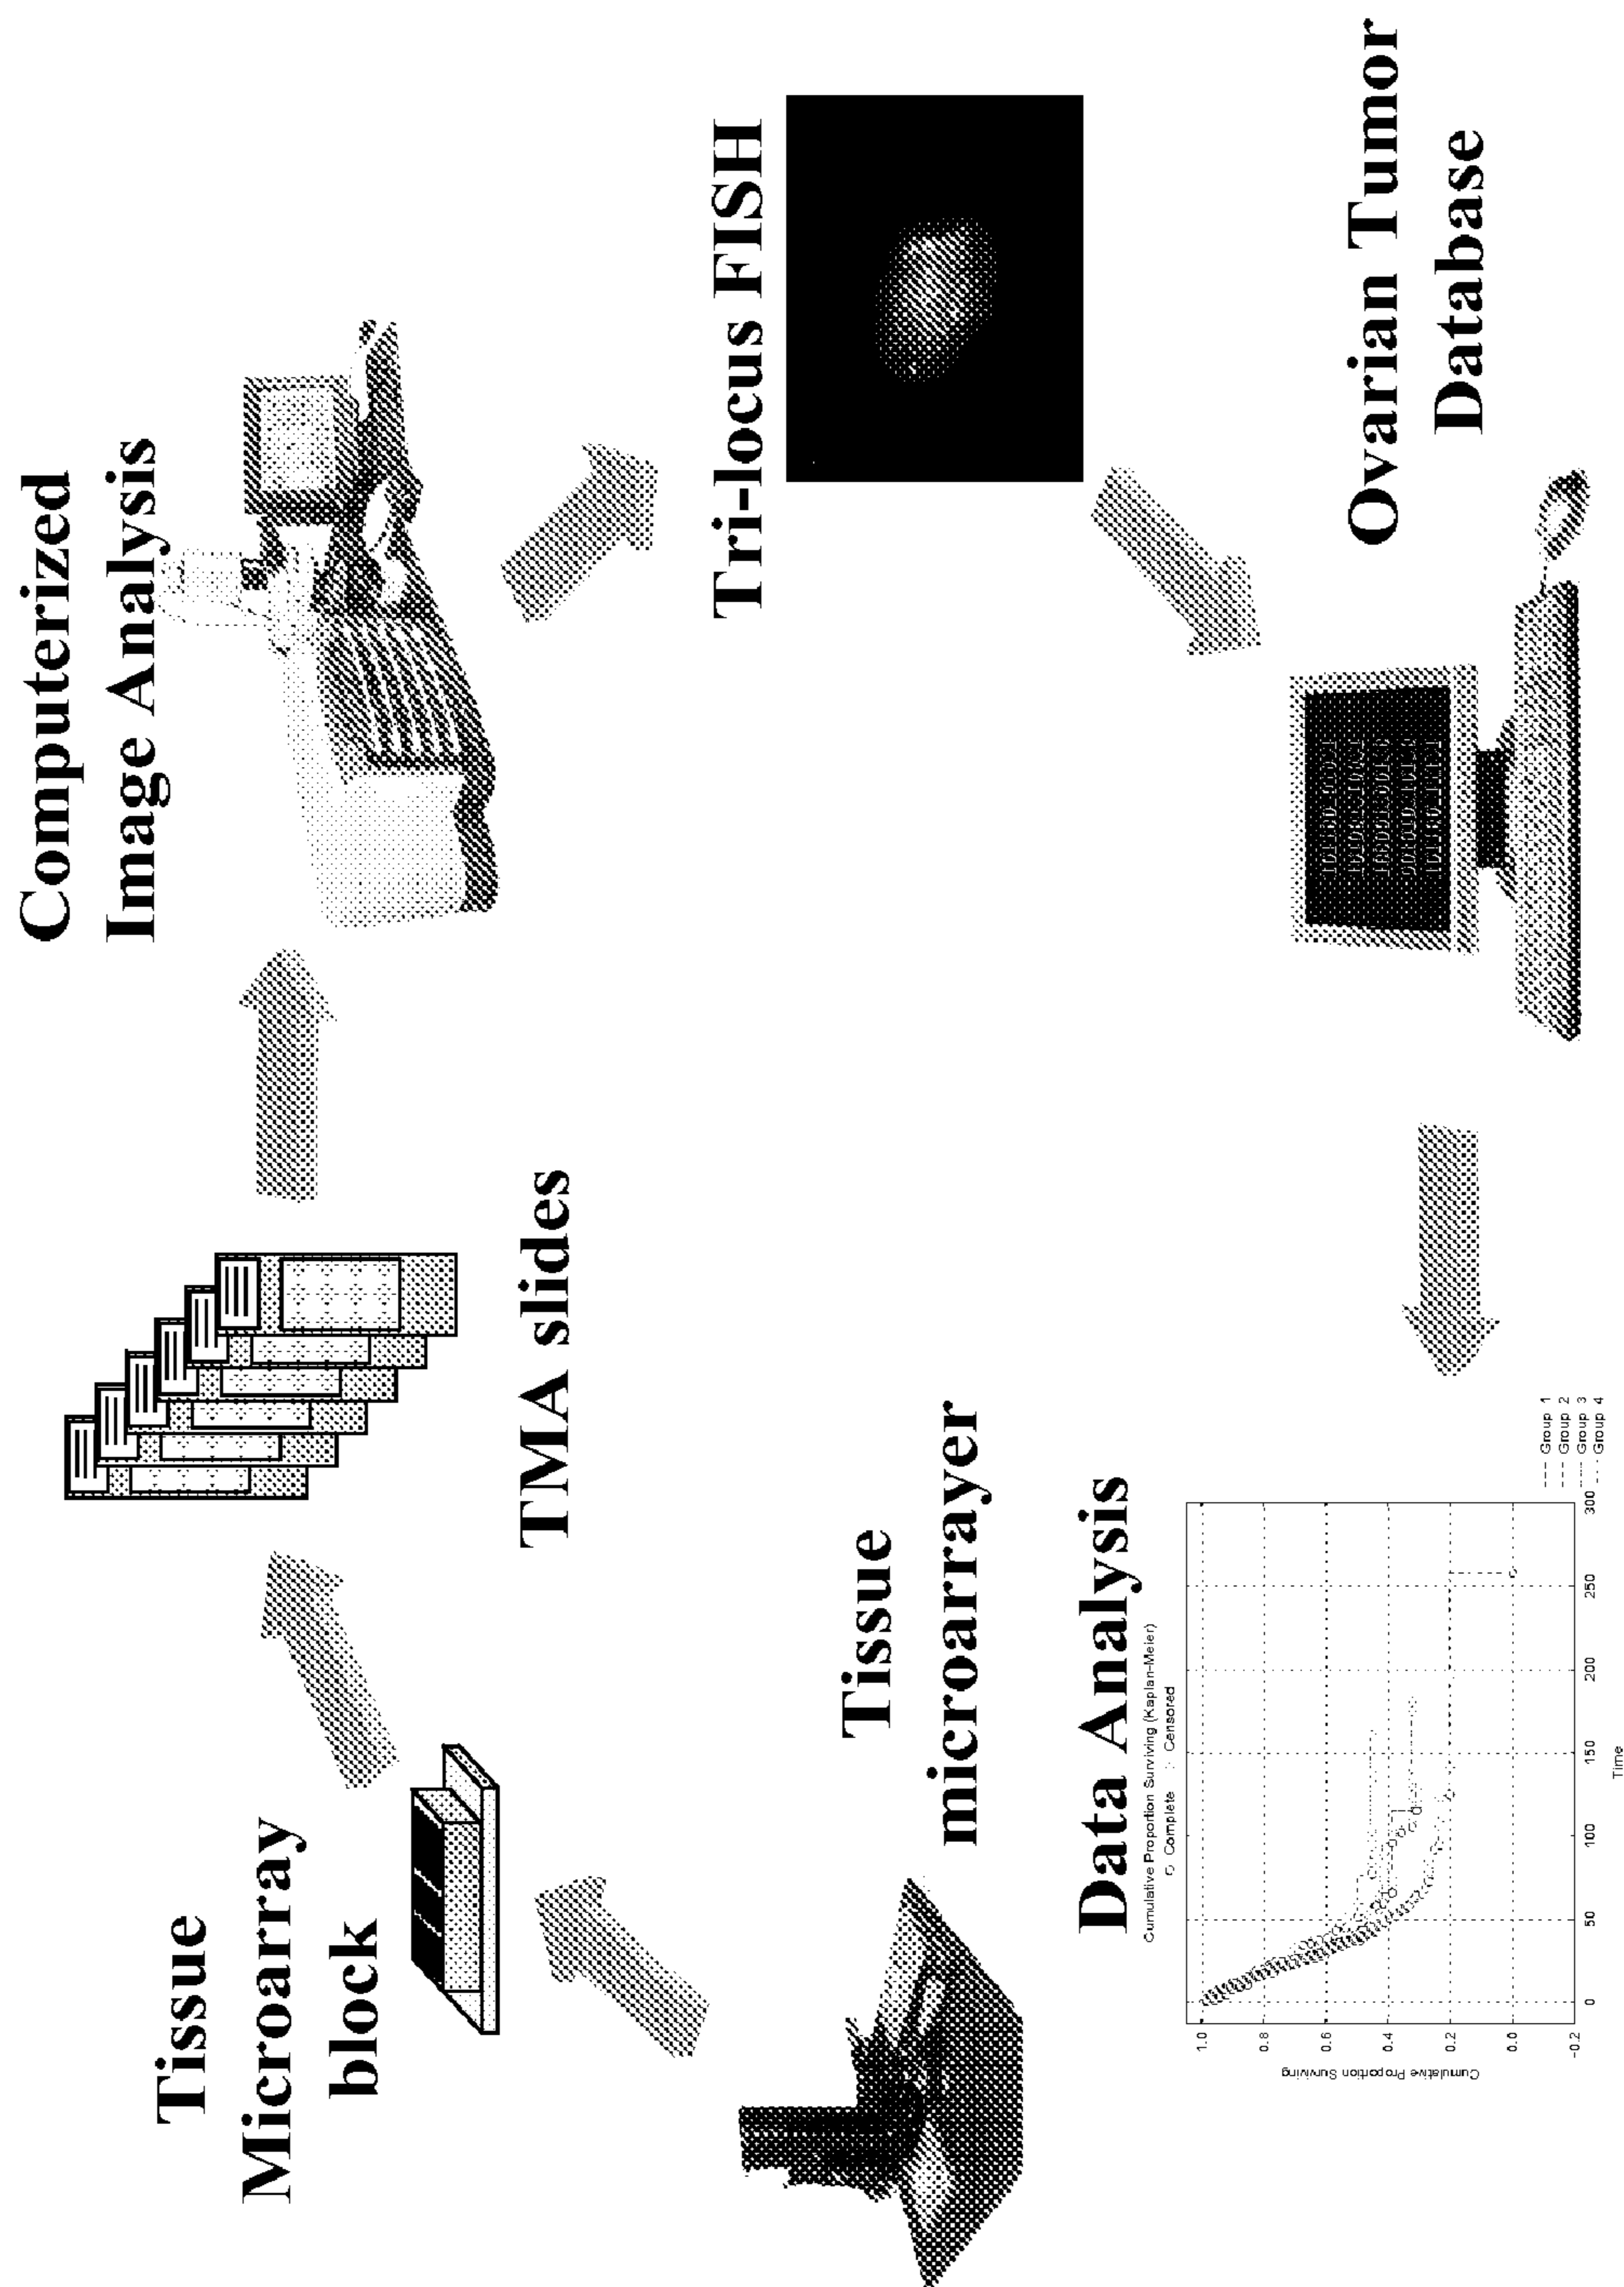 Tissue
Microarray
block
TMA slides
Computerized
Image Analysis
Tissue
microarrayer
Tri-locus FISH
Data Analysis
Cumulative Proportion Surviving (Kaplan-Meier)
Complete Censored
Cumulative Proportion Surviving
1.0
0.8
0.6
0.4
0.2
0.0
-0.2
0 50 100 150 200 250 300
Time
Group 1
Group 2
Group 3
Group 4
Ovarian Tumor
Database